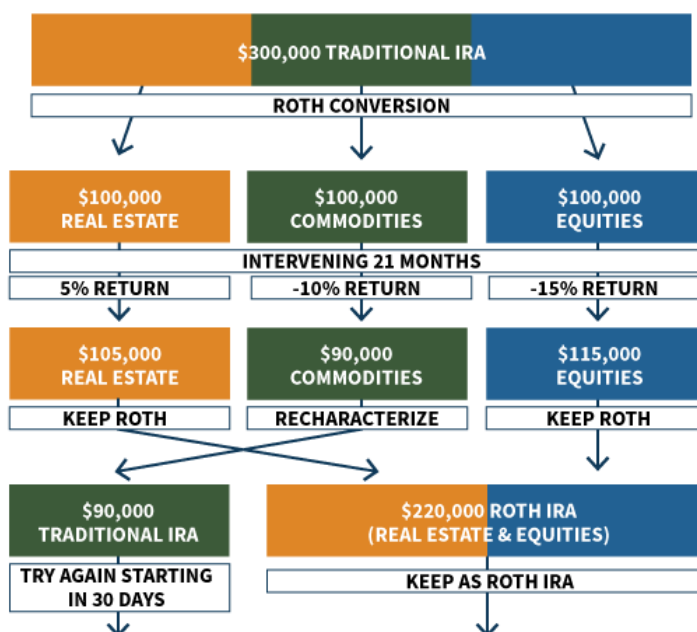 $300,000 TRADITIONAL IRA
ROTH CONVERSION
$100,000
REAL ESTATE
$100,000
COMMODITIES
$100,000
EQUITIES
INTERVENING 21 MONTHS
5% RETURN
-10% RETURN
-15% RETURN
$105,000
REAL ESTATE
$90,000
COMMODITIES
$115,000
EQUITIES
KEEP ROTH
RECHARACTERIZE
KEEP ROTH
$90,000
TRADITIONAL IRA
$220,000 ROTH IRA
(REAL ESTATE & EQUITIES)
TRY AGAIN STARTING
IN 30 DAYS
KEEP AS ROTH IRA